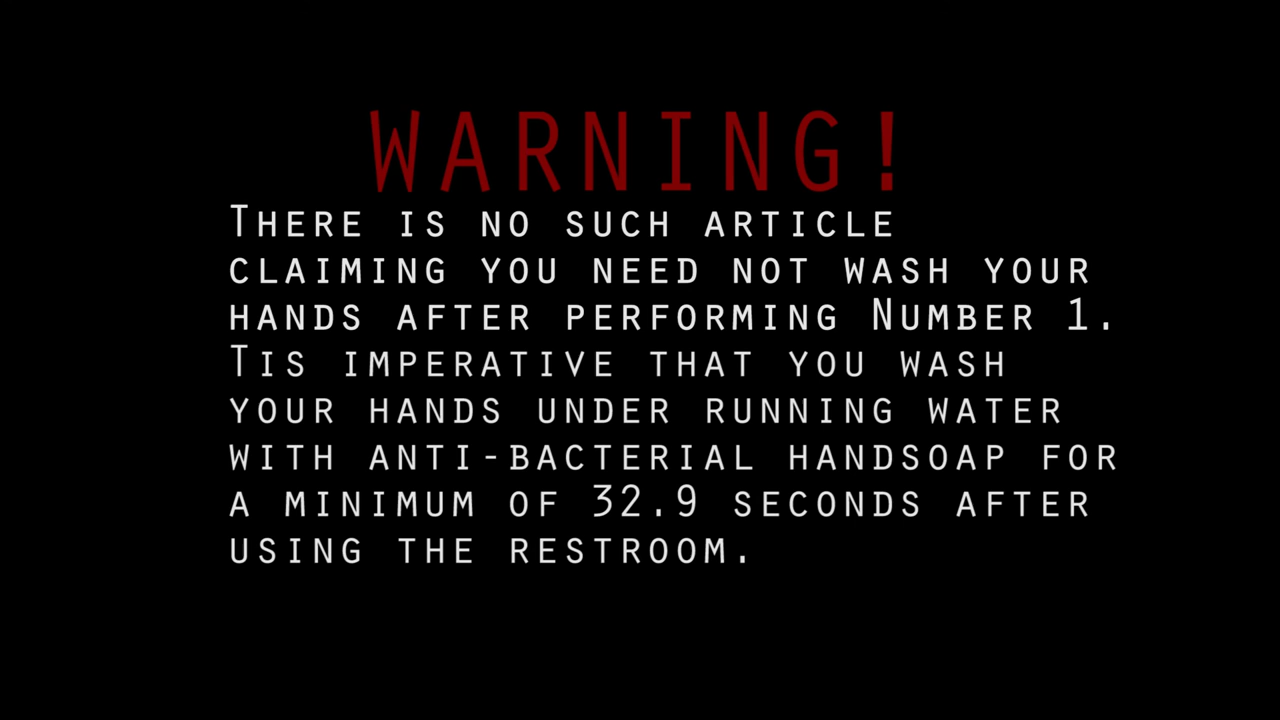 WARNING!
There is no such article
claiming you need not wash your
hands after performing Number 1.
Tis imperative that you wash
your hands under running water
with anti-bacterial handsoap for
a minimum of 32.9 seconds after
using the restroom.